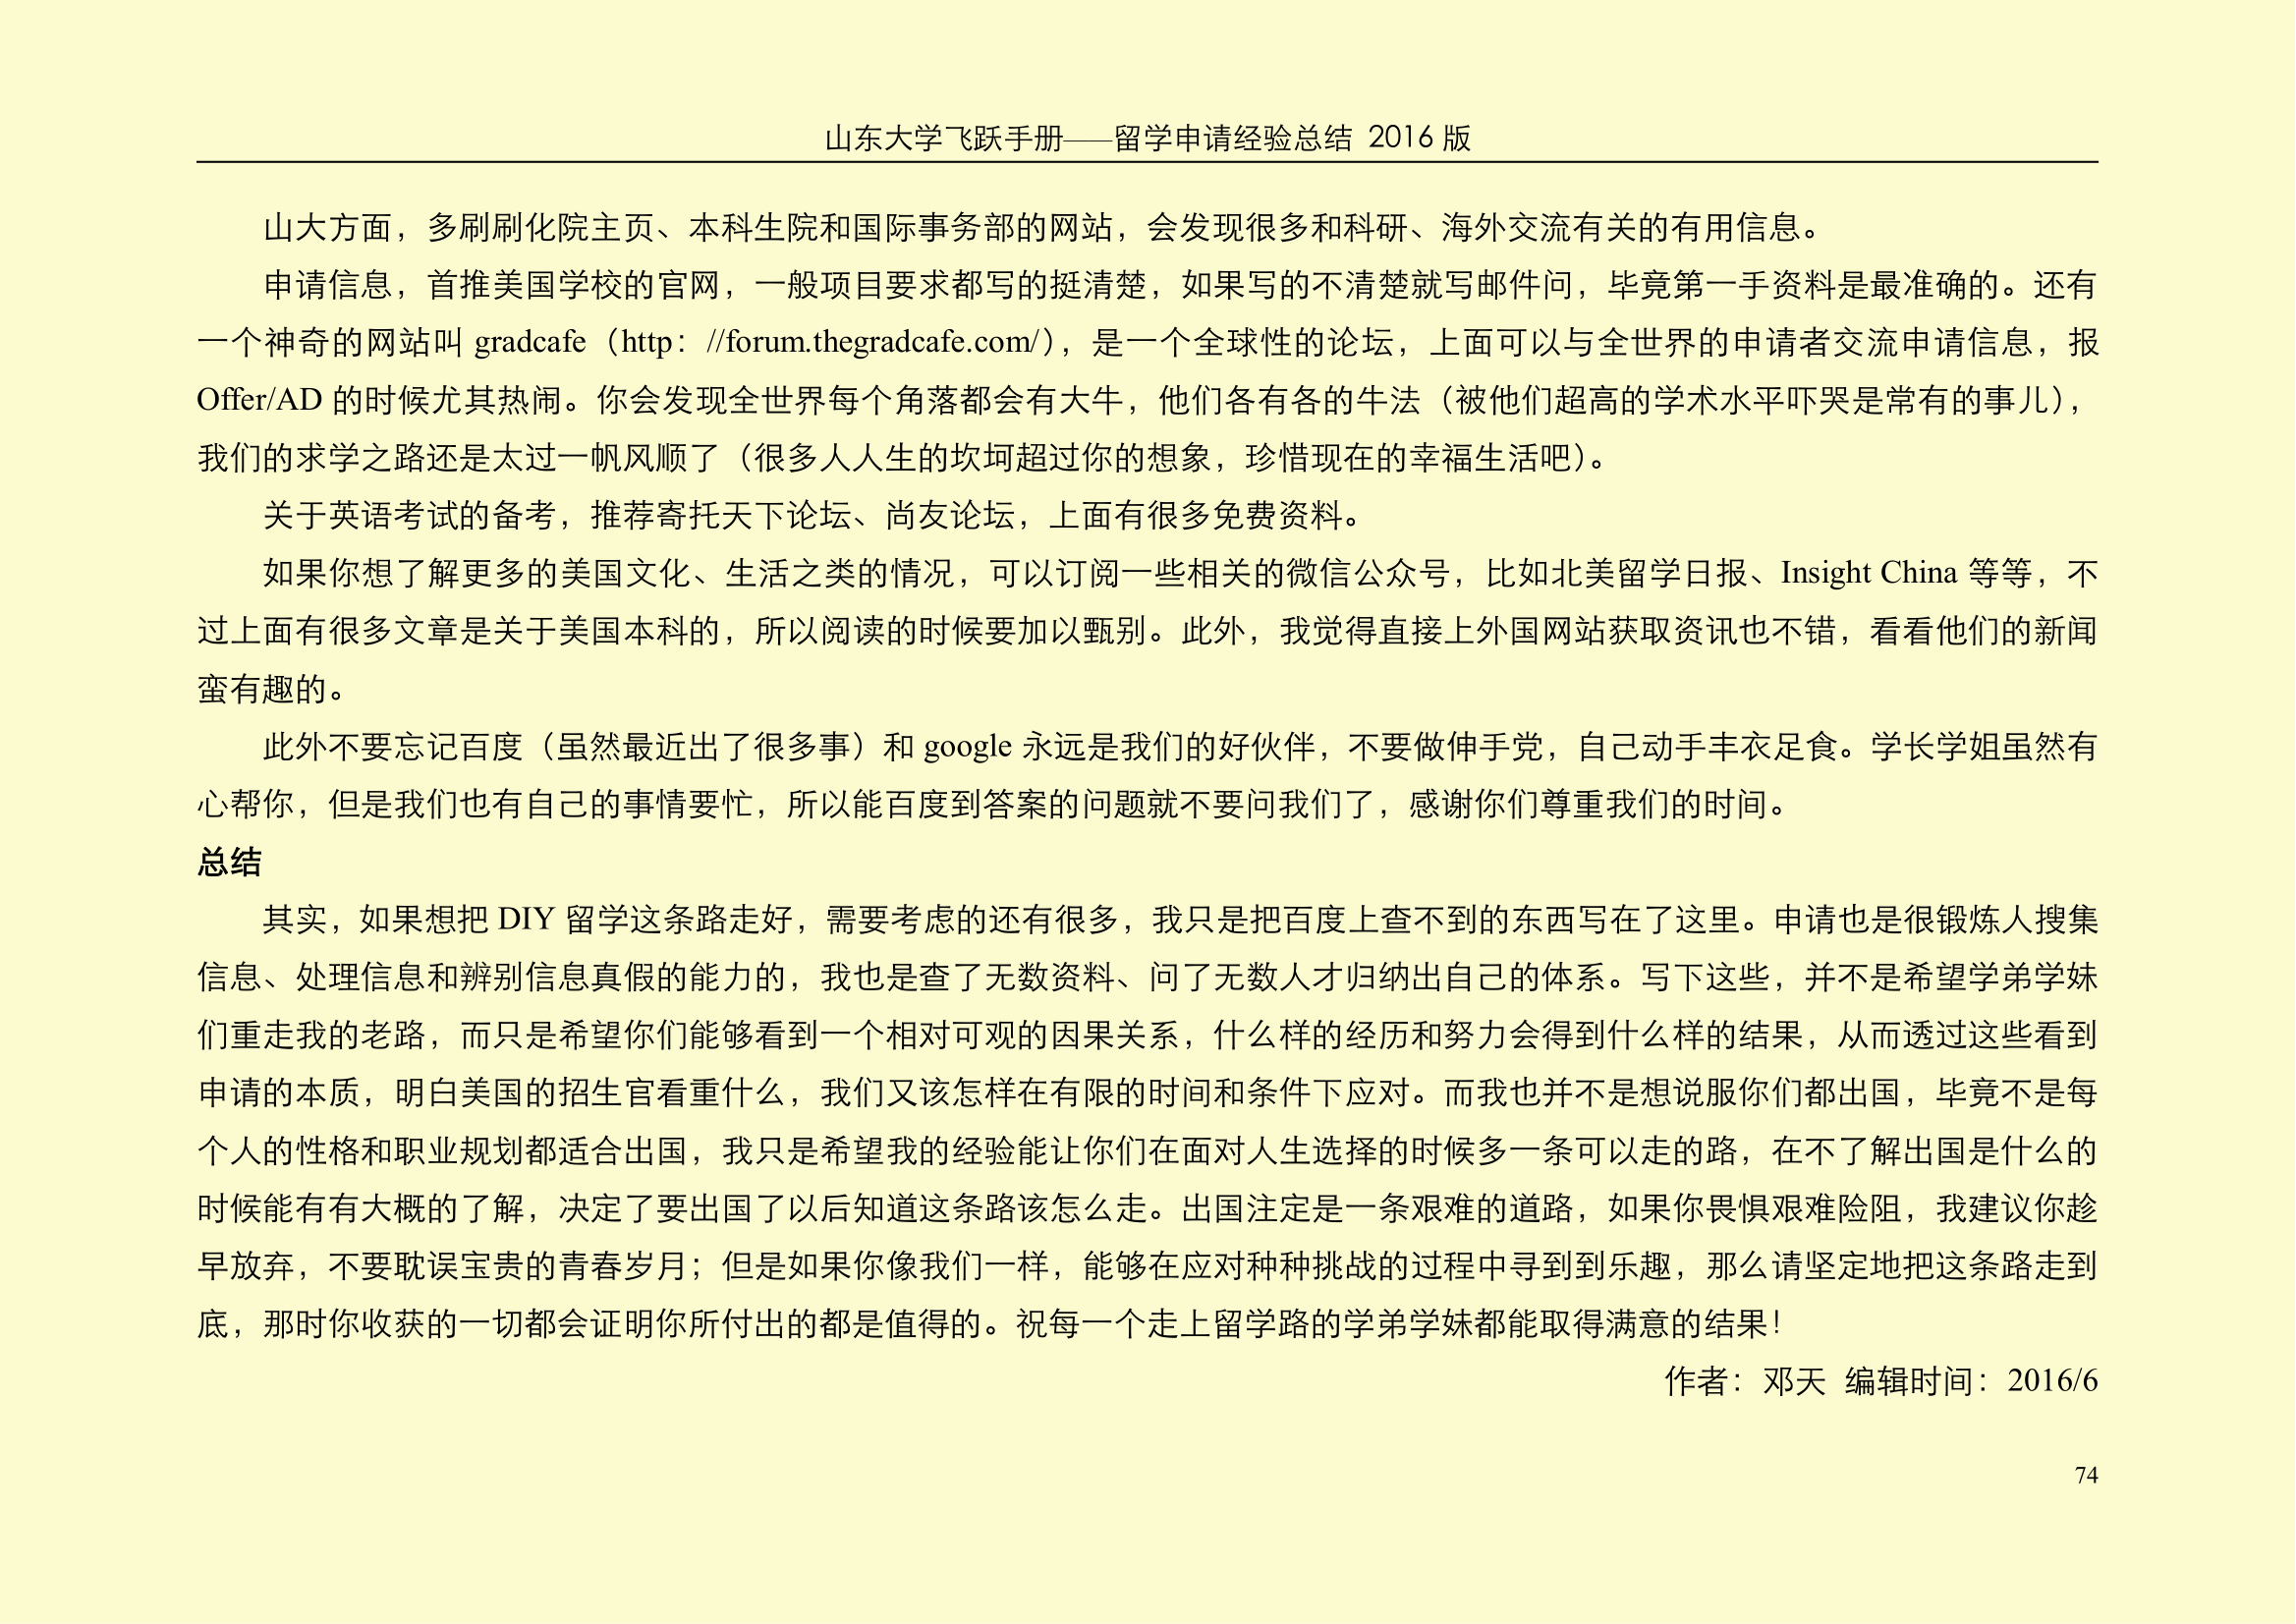 山东大学飞跃手册——留学申请经验总结 2016 版
山大方面，多刷刷化院主页、本科生院和国际事务部的网站，会发现很多和科研、海外交流有关的有用信息。
申请信息，首推美国学校的官网，一般项目要求都写的挺清楚，如果写的不清楚就写邮件问，毕竟第一手资料是最准确的。还有
一个神奇的网站叫 gradcafe（http：//forum.thegradcafe.com/），是一个全球性的论坛，上面可以与全世界的申请者交流申请信息，报
Offer/AD 的时候尤其热闹。你会发现全世界每个角落都会有大牛，他们各有各的牛法（被他们超高的学术水平吓哭是常有的事儿），
我们的求学之路还是太过一帆风顺了（很多人人生的坎坷超过你的想象，珍惜现在的幸福生活吧）。
关于英语考试的备考，推荐寄托天下论坛、尚友论坛，上面有很多免费资料。
如果你想了解更多的美国文化、生活之类的情况，可以订阅一些相关的微信公众号，比如北美留学日报、Insight China 等等，不
过上面有很多文章是关于美国本科的，所以阅读的时候要加以甄别。此外，我觉得直接上外国网站获取资讯也不错，看看他们的新闻
蛮有趣的。
此外不要忘记百度（虽然最近出了很多事）和 google 永远是我们的好伙伴，不要做伸手党，自己动手丰衣足食。学长学姐虽然有
心帮你，但是我们也有自己的事情要忙，所以能百度到答案的问题就不要问我们了，感谢你们尊重我们的时间。
总结
其实，如果想把 DIY 留学这条路走好，需要考虑的还有很多，我只是把百度上查不到的东西写在了这里。申请也是很锻炼人搜集
信息、处理信息和辨别信息真假的能力的，我也是查了无数资料、问了无数人才归纳出自己的体系。写下这些，并不是希望学弟学妹
们重走我的老路，而只是希望你们能够看到一个相对可观的因果关系，什么样的经历和努力会得到什么样的结果，从而透过这些看到
申请的本质，明白美国的招生官看重什么，我们又该怎样在有限的时间和条件下应对。而我也并不是想说服你们都出国，毕竟不是每
个人的性格和职业规划都适合出国，我只是希望我的经验能让你们在面对人生选择的时候多一条可以走的路，在不了解出国是什么的
时候能有有大概的了解，决定了要出国了以后知道这条路该怎么走。出国注定是一条艰难的道路，如果你畏惧艰难险阻，我建议你趁
早放弃，不要耽误宝贵的青春岁月；但是如果你像我们一样，能够在应对种种挑战的过程中寻到到乐趣，那么请坚定地把这条路走到
底，那时你收获的一切都会证明你所付出的都是值得的。祝每一个走上留学路的学弟学妹都能取得满意的结果！
作者：邓天 编辑时间：2016/6
74